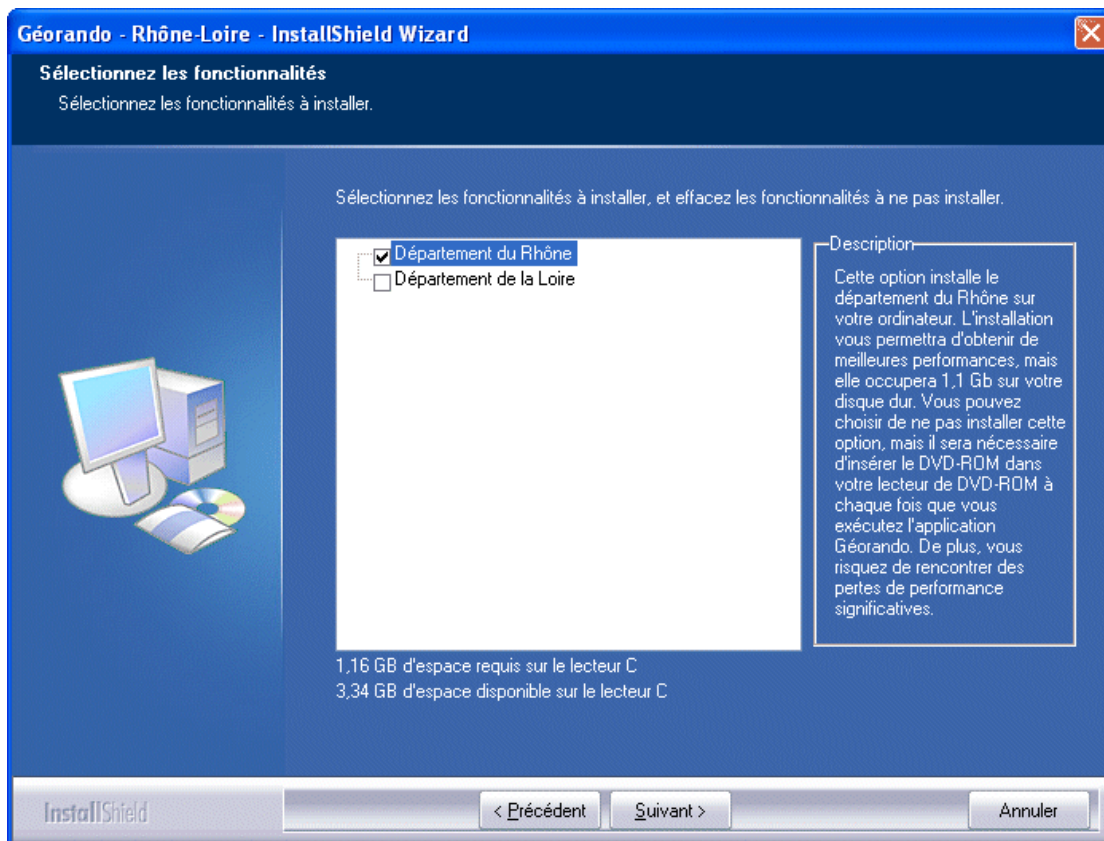 Géorando - Rhône-Loire - InstallShield Wizard
Sélectionnez les fonctionnalités
Sélectionnez les fonctionnalités à installer.
Sélectionnez les fonctionnalités à installer, et effacez les fonctionnalités à ne pas installer.
Département du Rhône
Département de la Loire
Description
Cette option installe le
département du Rhône sur
votre ordinateur. L'installation
vous permettra d'obtenir de
meilleures performances, mais
elle occupera 1,1 Gb sur votre
disque dur. Vous pouvez
choisir de ne pas installer cette
option, mais il sera nécessaire
d'insérer le DVD-ROM dans
votre lecteur de DVD-ROM à
chaque fois que vous
exécutez l'application
Géorando. De plus, vous
risquez de rencontrer des
pertes de performance
significatives.
1,16 GB d'espace requis sur le lecteur C
3,34 GB d'espace disponible sur le lecteur C
InstallShield
< Précédent
Suivant >
Annuler